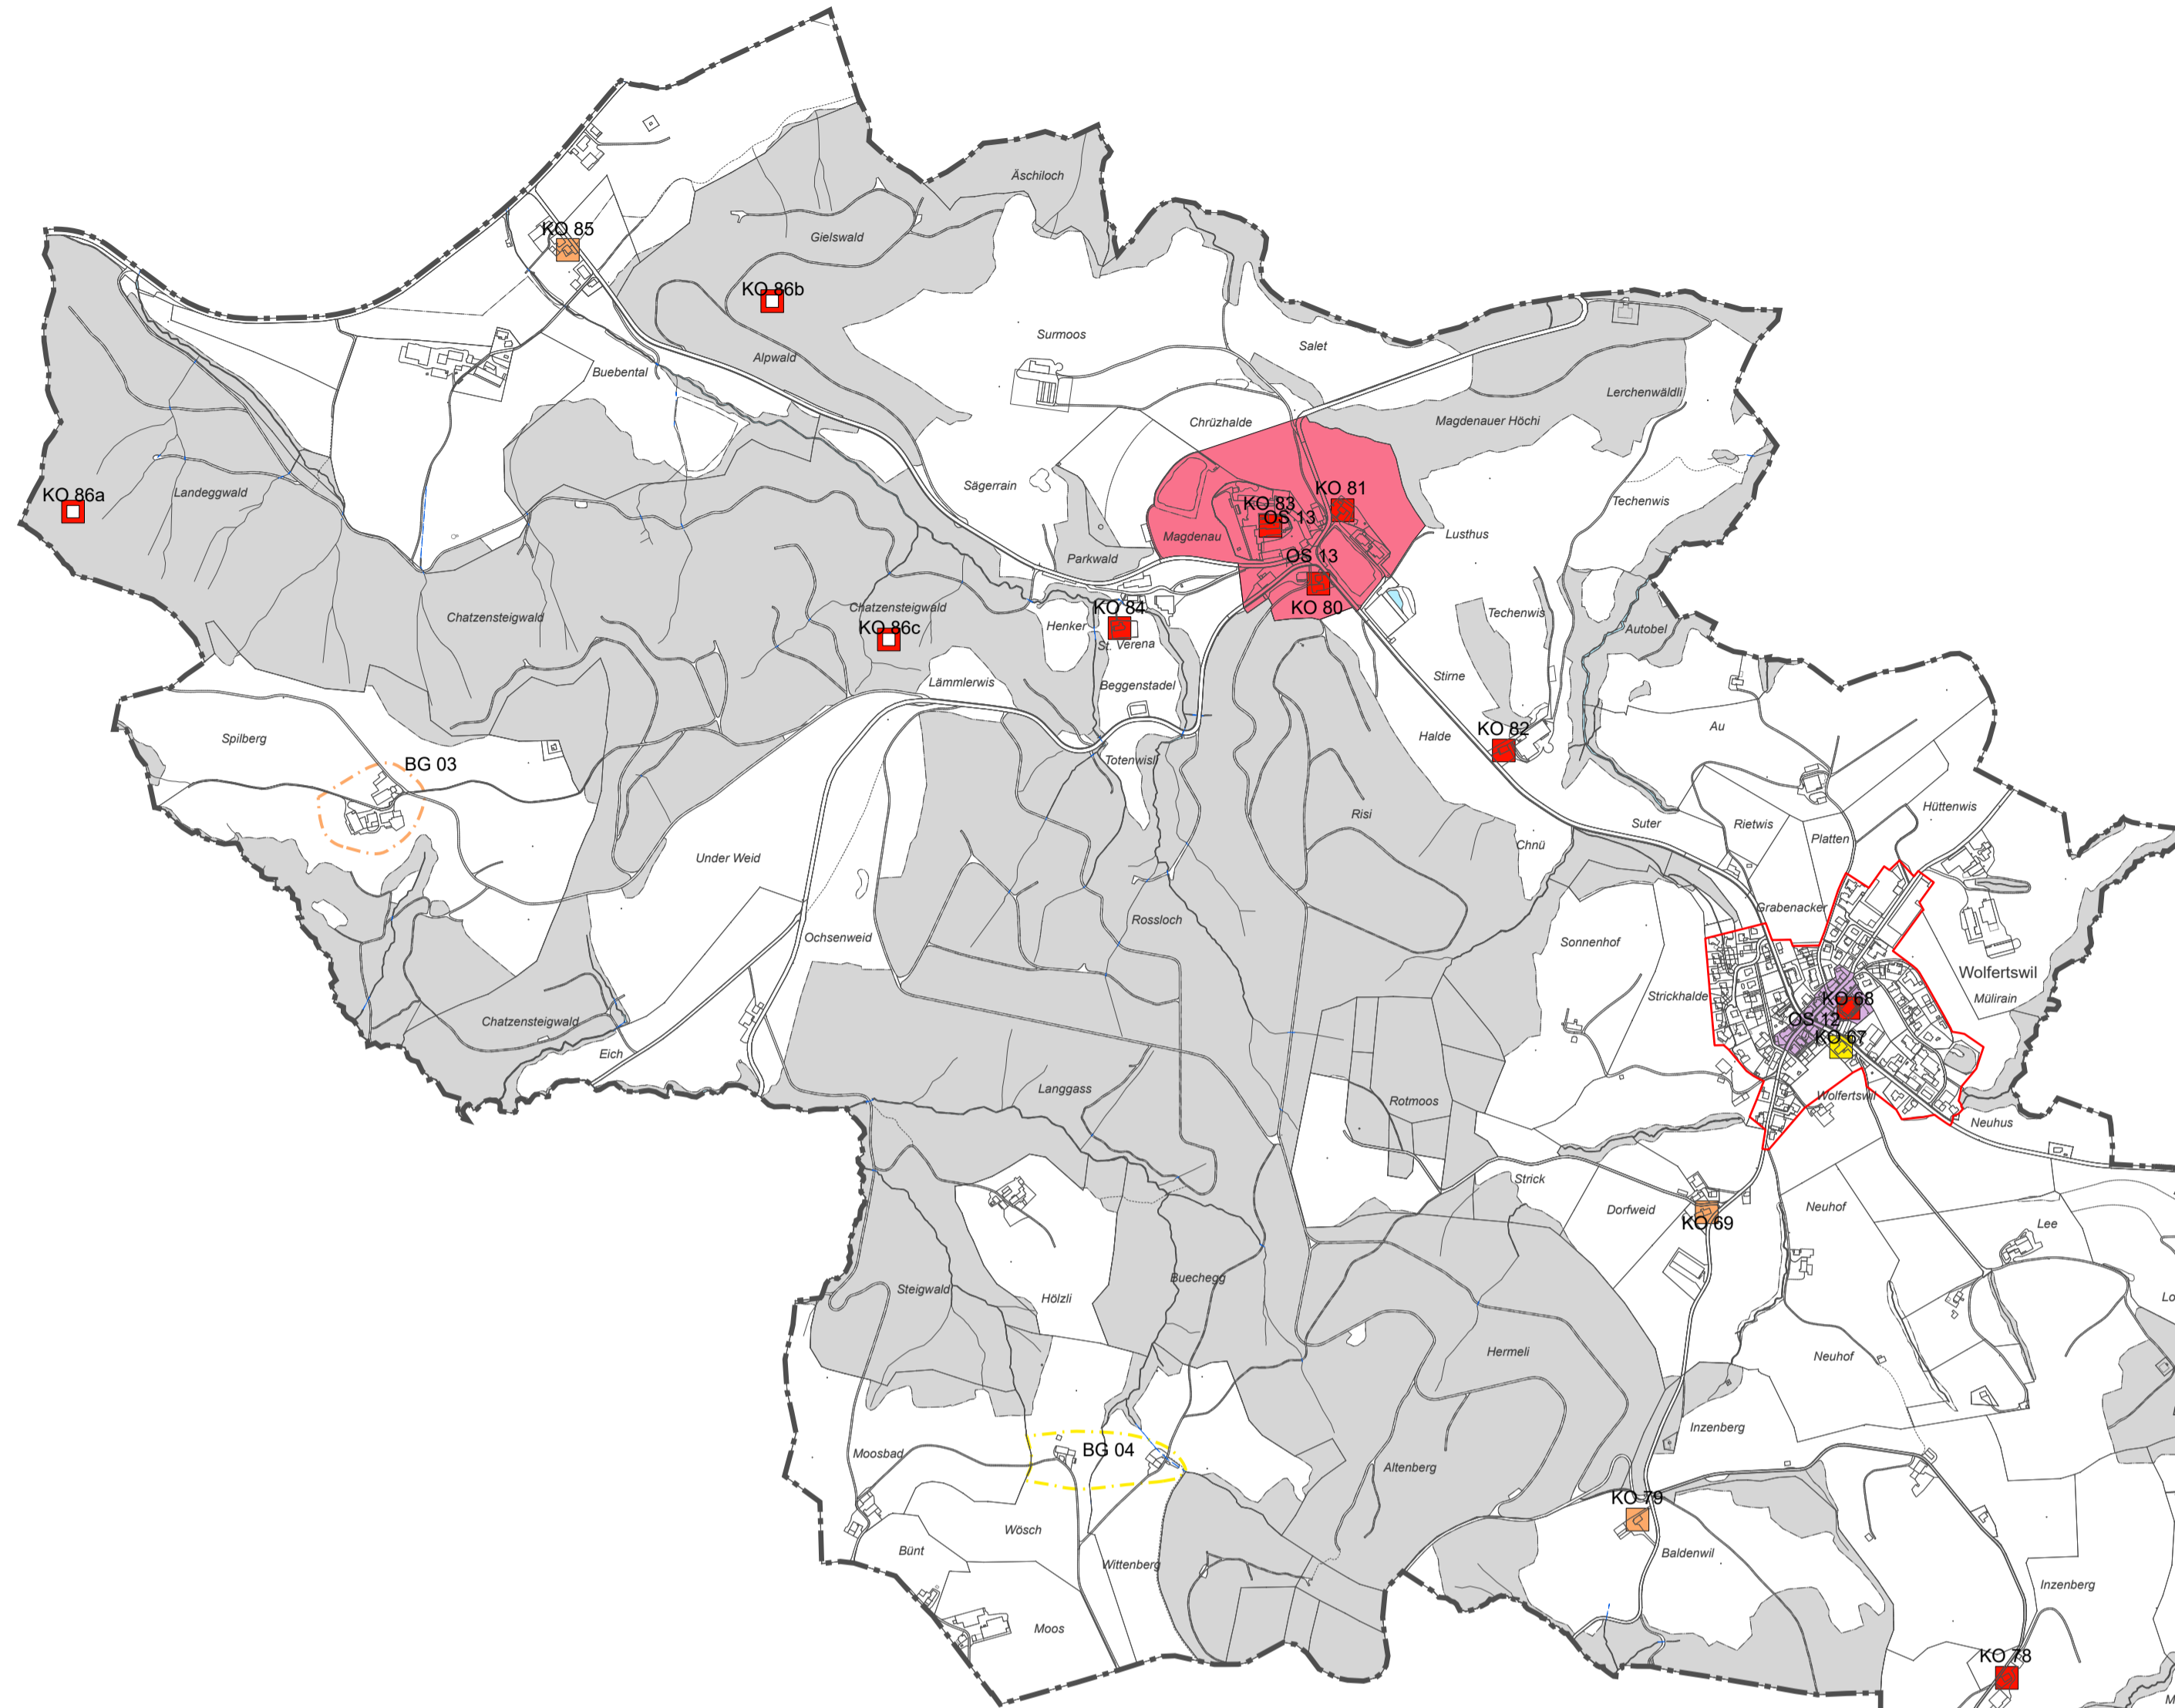 Äschiloch
KO 85
Gielswald
KO 86b
Surmoos
Salet
Alpwald
Buebental
Lerchenwäldli
Chrüzhalde
Magdenauer Höchi
Sägerrain
KO 81
KO 86a
Landeggwald
KO 83
OS 13
Techenwis
Magdenau
Lusthus
Parkwald
OS 13
Chatzensteigwald
KO 84
KO 80
Chatzensteigwald
Techenwis
KO 86c
Henker
St. Verena
Autobel
Lämmlerwis
Beggenstadel
Stirne
Spilberg
BG 03
Halde
KO 82
Au
Totenwisli
Hüttenwis
Risi
Suter
Rietwis
Platten
Chnü
Under Weid
Grabenacker
Rossloch
Ochsenweid
Sonnenhof
Wolfertswil
Strickhalde
KO 68
Mülirain
Chatzensteigwald
OS 12
KO 67
Eich
Langgass
Rotmoos
Wolfertswil
Neuhus
Strick
Dorfweid
Neuhof
KO 69
Lee
Buechegg
Steigwald
Hölzli
Lo
Hermeli
Neuhof
Inzenberg
Moosbad
BG 04
Altenberg
KO 79
Wösch
Bünt
Wittenberg
Baldenwil
Inzenberg
Moos
KO 78
M